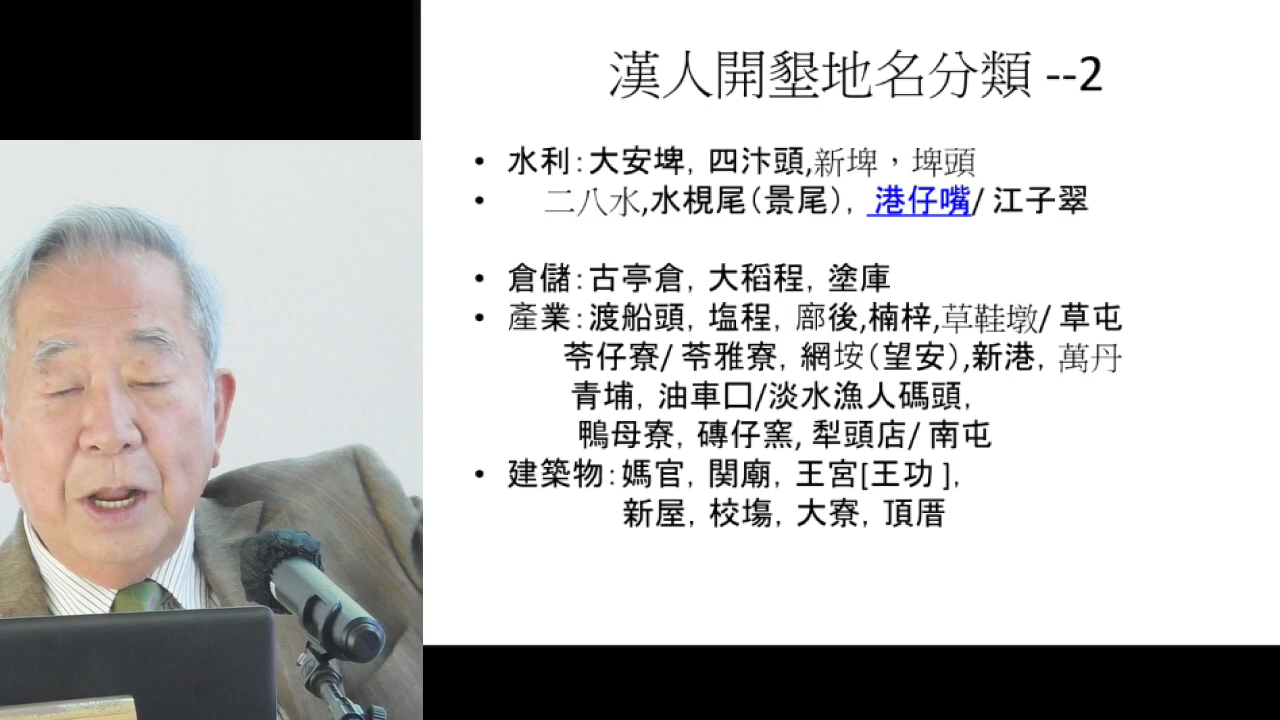 漢人開墾地名分類 --2
• 水利:大安埤, 四汴頭,新埤，埤頭
• 二八水,水梘尾(景尾), 港仔嘴/ 江子翠
• 倉儲:古亭倉, 大稻程, 塗庫
• 產業:渡船頭, 塩程, 廍後,楠梓,草鞋墩/ 草屯
苓仔寮/ 苓雅寮, 網垵(望安),新港, 萬丹
青埔, 油車口/淡水漁人碼頭,
鴨母寮, 磚仔窯, 犁頭店/ 南屯
• 建築物:媽宮, 関廟, 王宮[王功 ],
新屋, 校塲, 大寮, 頂厝